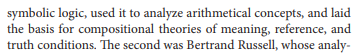 symbolic logic, used it to analyze arithmetical concepts, and laid
the basis for compositional theories of meaning, reference, and
truth conditions. The second was Bertrand Russell, whose analy-